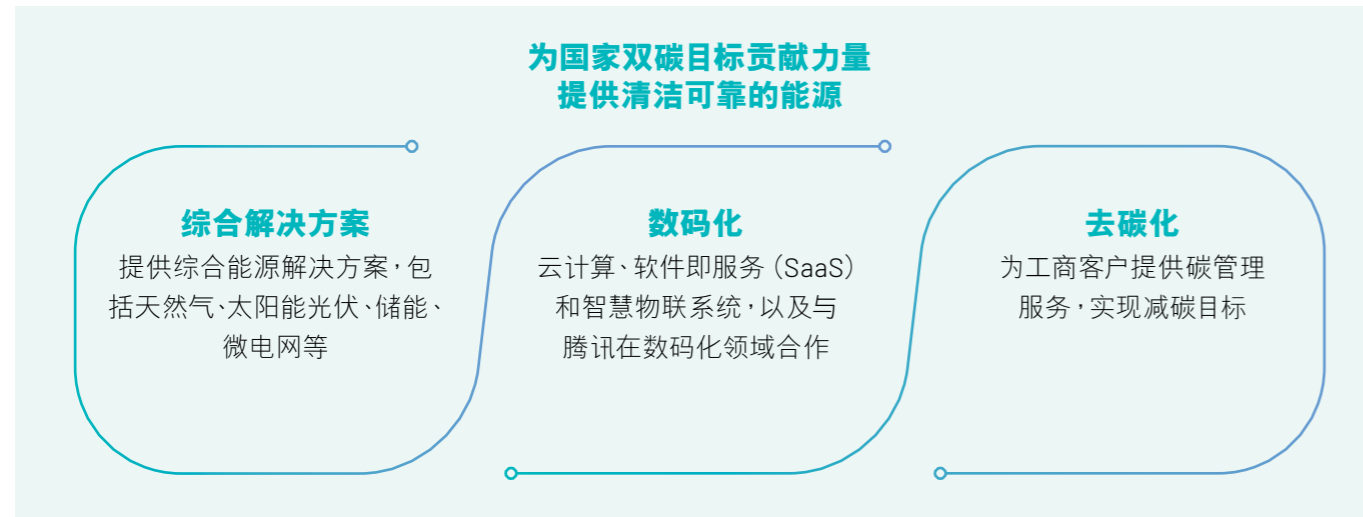 为国家双碳目标贡献力量
提供清洁可靠的能源
综合解决方案
提供综合能源解决方案，包
括天然气、太阳能光伏、储能、
微电网等
数码化
云计算、软件即服务（SaaS）
和智慧物联系统，以及与
腾讯在数码化领域合作
去碳化
为工商客户提供碳管理
服务，实现减碳目标